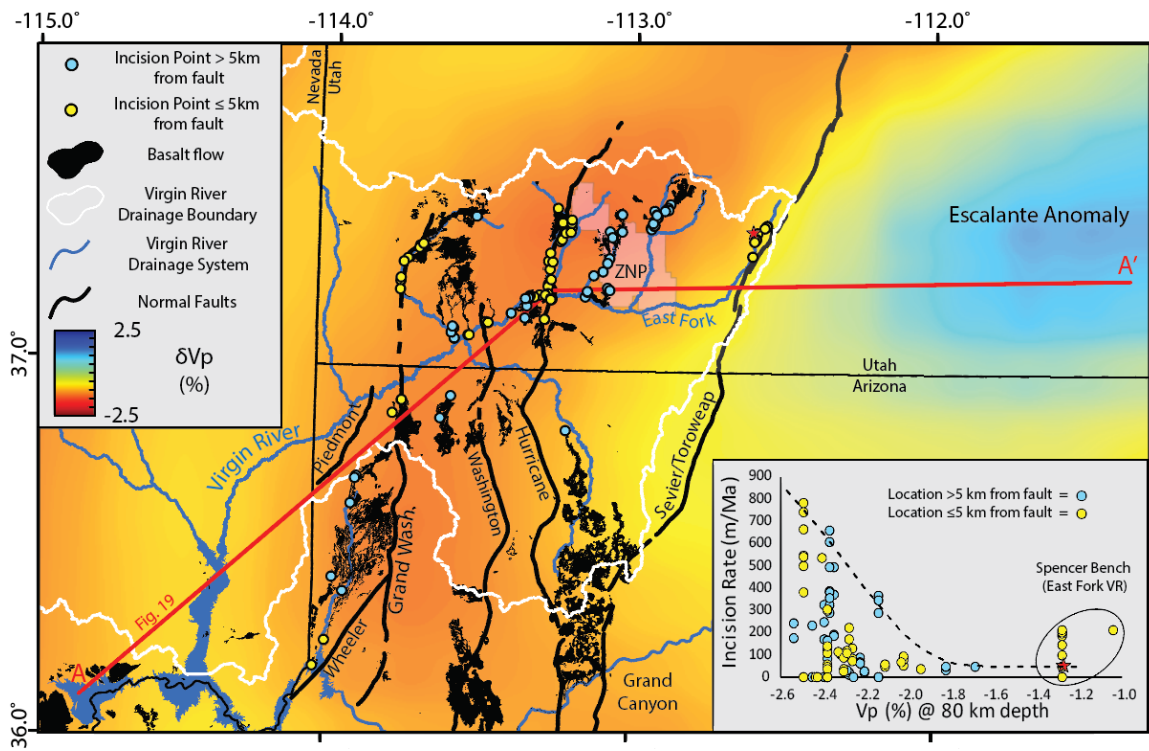 -115.0°
-114.0°
-113.0°
-112.0°
37.0°
36.0°
Incision Point > 5km
from fault
Incision Point ≤ 5km
from fault
Basalt flow
Virgin River
Drainage Boundary
Virgin River
Drainage System
Normal Faults
2.5
δVp
(%)
-2.5
Nevada
Utah
Escalante Anomaly
A'
ZNP
East Fork
Utah
Arizona
Virgin River
Piedmont
Washington
Hurricane
Sevier/Toroweap
Grand Wash.
Wheeler
Fig. 19
A
Grand
Canyon
Incision Rate (m/Ma)
900
800
700
600
500
400
300
200
100
0
Location >5 km from fault =
Location ≤5 km from fault =
Spencer Bench
(East Fork VR)
-2.6
-2.4
-2.2
-2.0
-1.8
-1.6
-1.4
-1.2
-1.0
Vp (%) @ 80 km depth